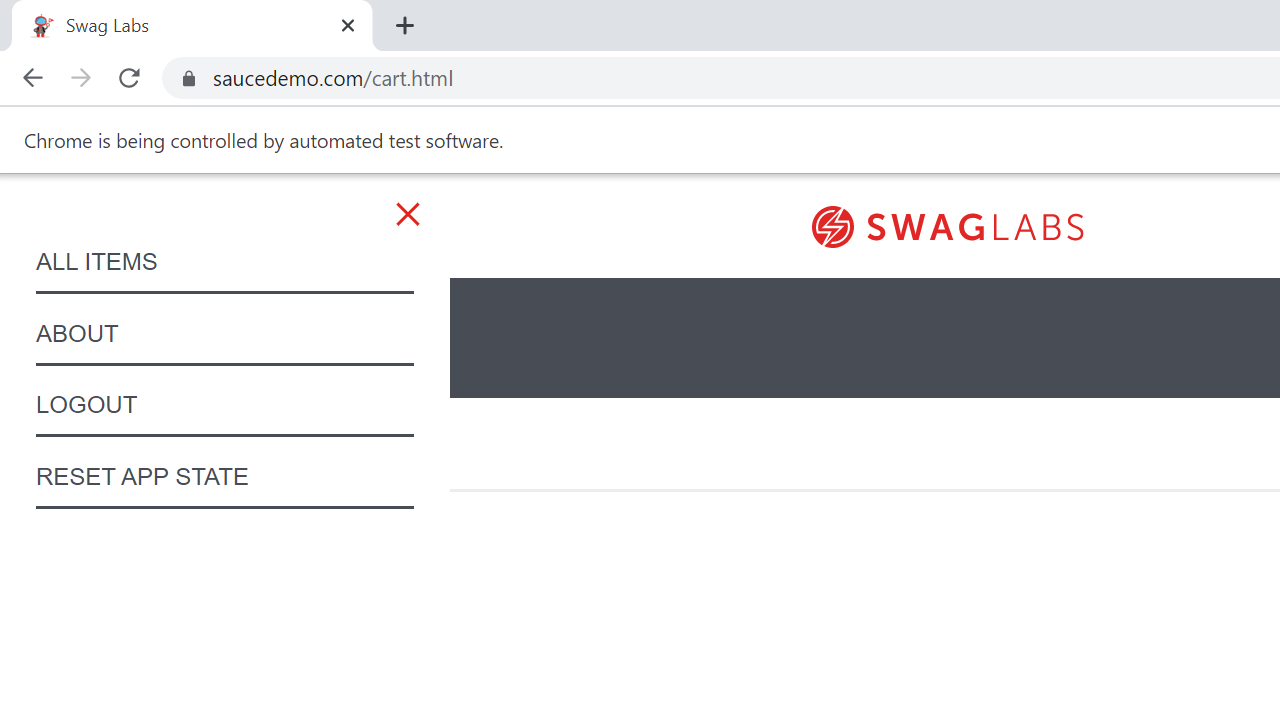 Swag Labs
saucedemo.com/cart.html
Chrome is being controlled by automated test software.
SWAGLABS
ALL ITEMS
ABOUT
LOGOUT
RESET APP STATE